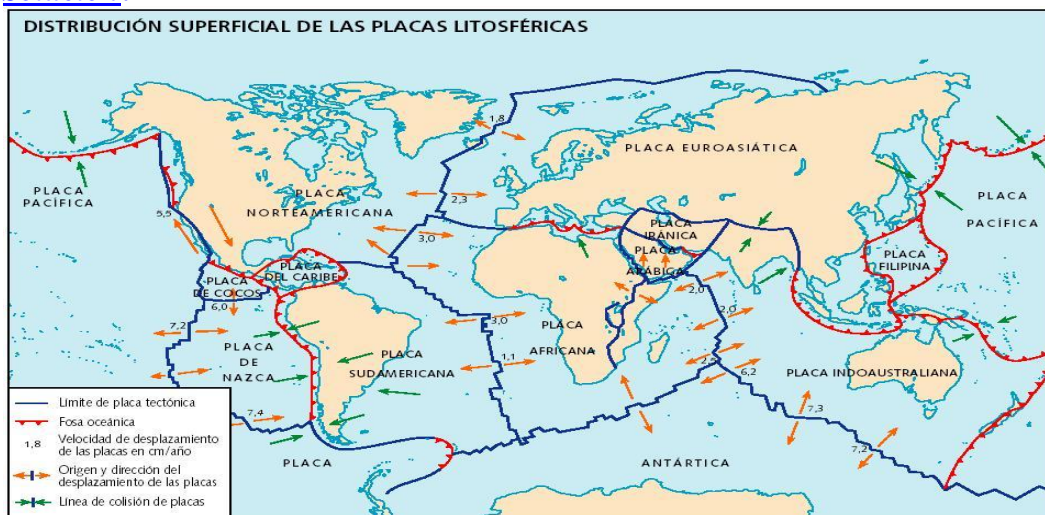 DISTRIBUCIÓN SUPERFICIAL DE LAS PLACAS LITOSFÉRICAS
1,8
PLACA EUROASIÁTICA
PLACA
PACÍFICA
PLACA
NORTEAMERICANA
2,3
PLACA
PACÍFICA
5,5
3,0
PLACA
IRÁNICA
PLACA
ARÁBICA
PLACA
FILIPINA
PLACA
DEL CARIBE
PLACA
DE COCOS
6,0
2,0
2,0
7,2
3,0
PLACA
DE
NAZCA
PLACA
SUDAMERICANA
1,1
PLACA
AFRICANA
2,5
6,2
PLACA INDOAUSTRALIANA
7,4
7,3
7,2
PLACA
ANTÁRTICA
Límite de placa tectónica
Fosa oceánica
1,8
Velocidad de desplazamiento
de las placas en cm/año
Origen y dirección del
desplazamiento de las placas
Línea de colisión de placas